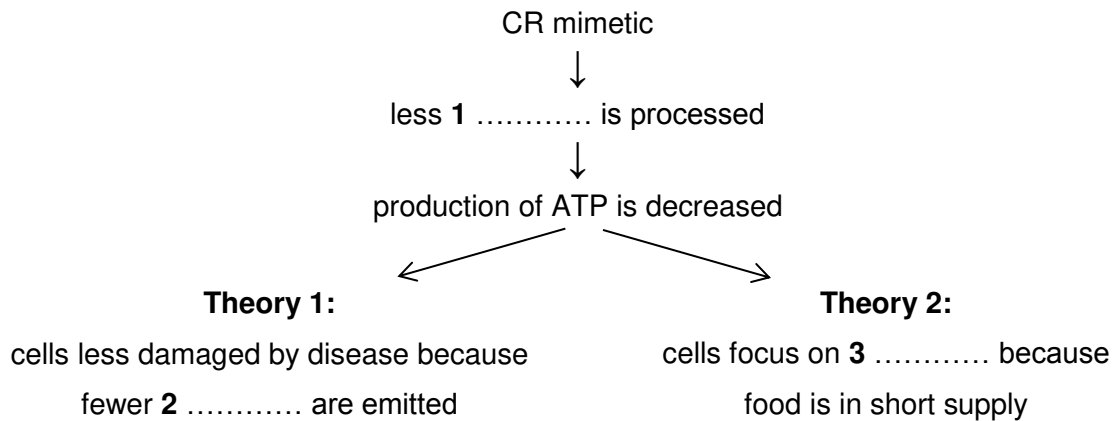 CR mimetic
less 1 ………… is processed
production of ATP is decreased
Theory 1:
cells less damaged by disease because
fewer 2 ………… are emitted
Theory 2:
cells focus on 3 ………… because
food is in short supply